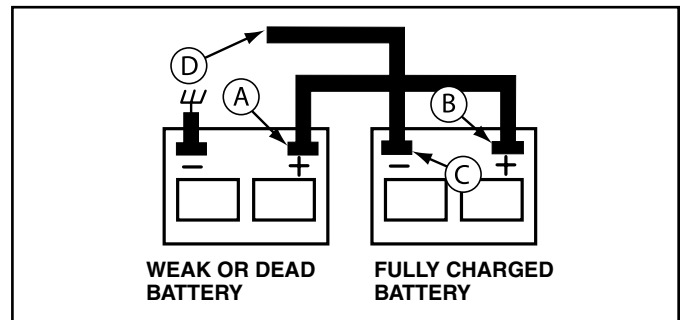 D
A
B
− + − +
C
WEAK OR DEAD
BATTERY
FULLY CHARGED
BATTERY